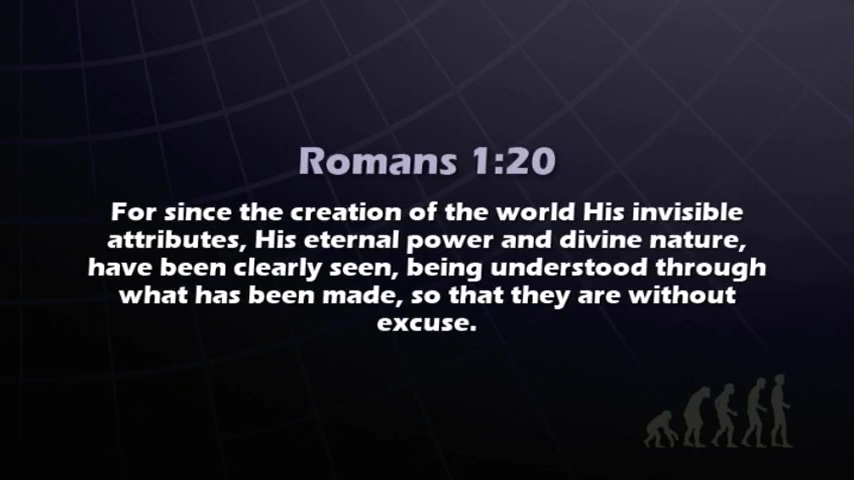 Romans 1:20
For since the creation of the world His invisible
attributes, His eternal power and divine nature,
have been clearly seen, being understood through
what has been made, so that they are without
excuse.